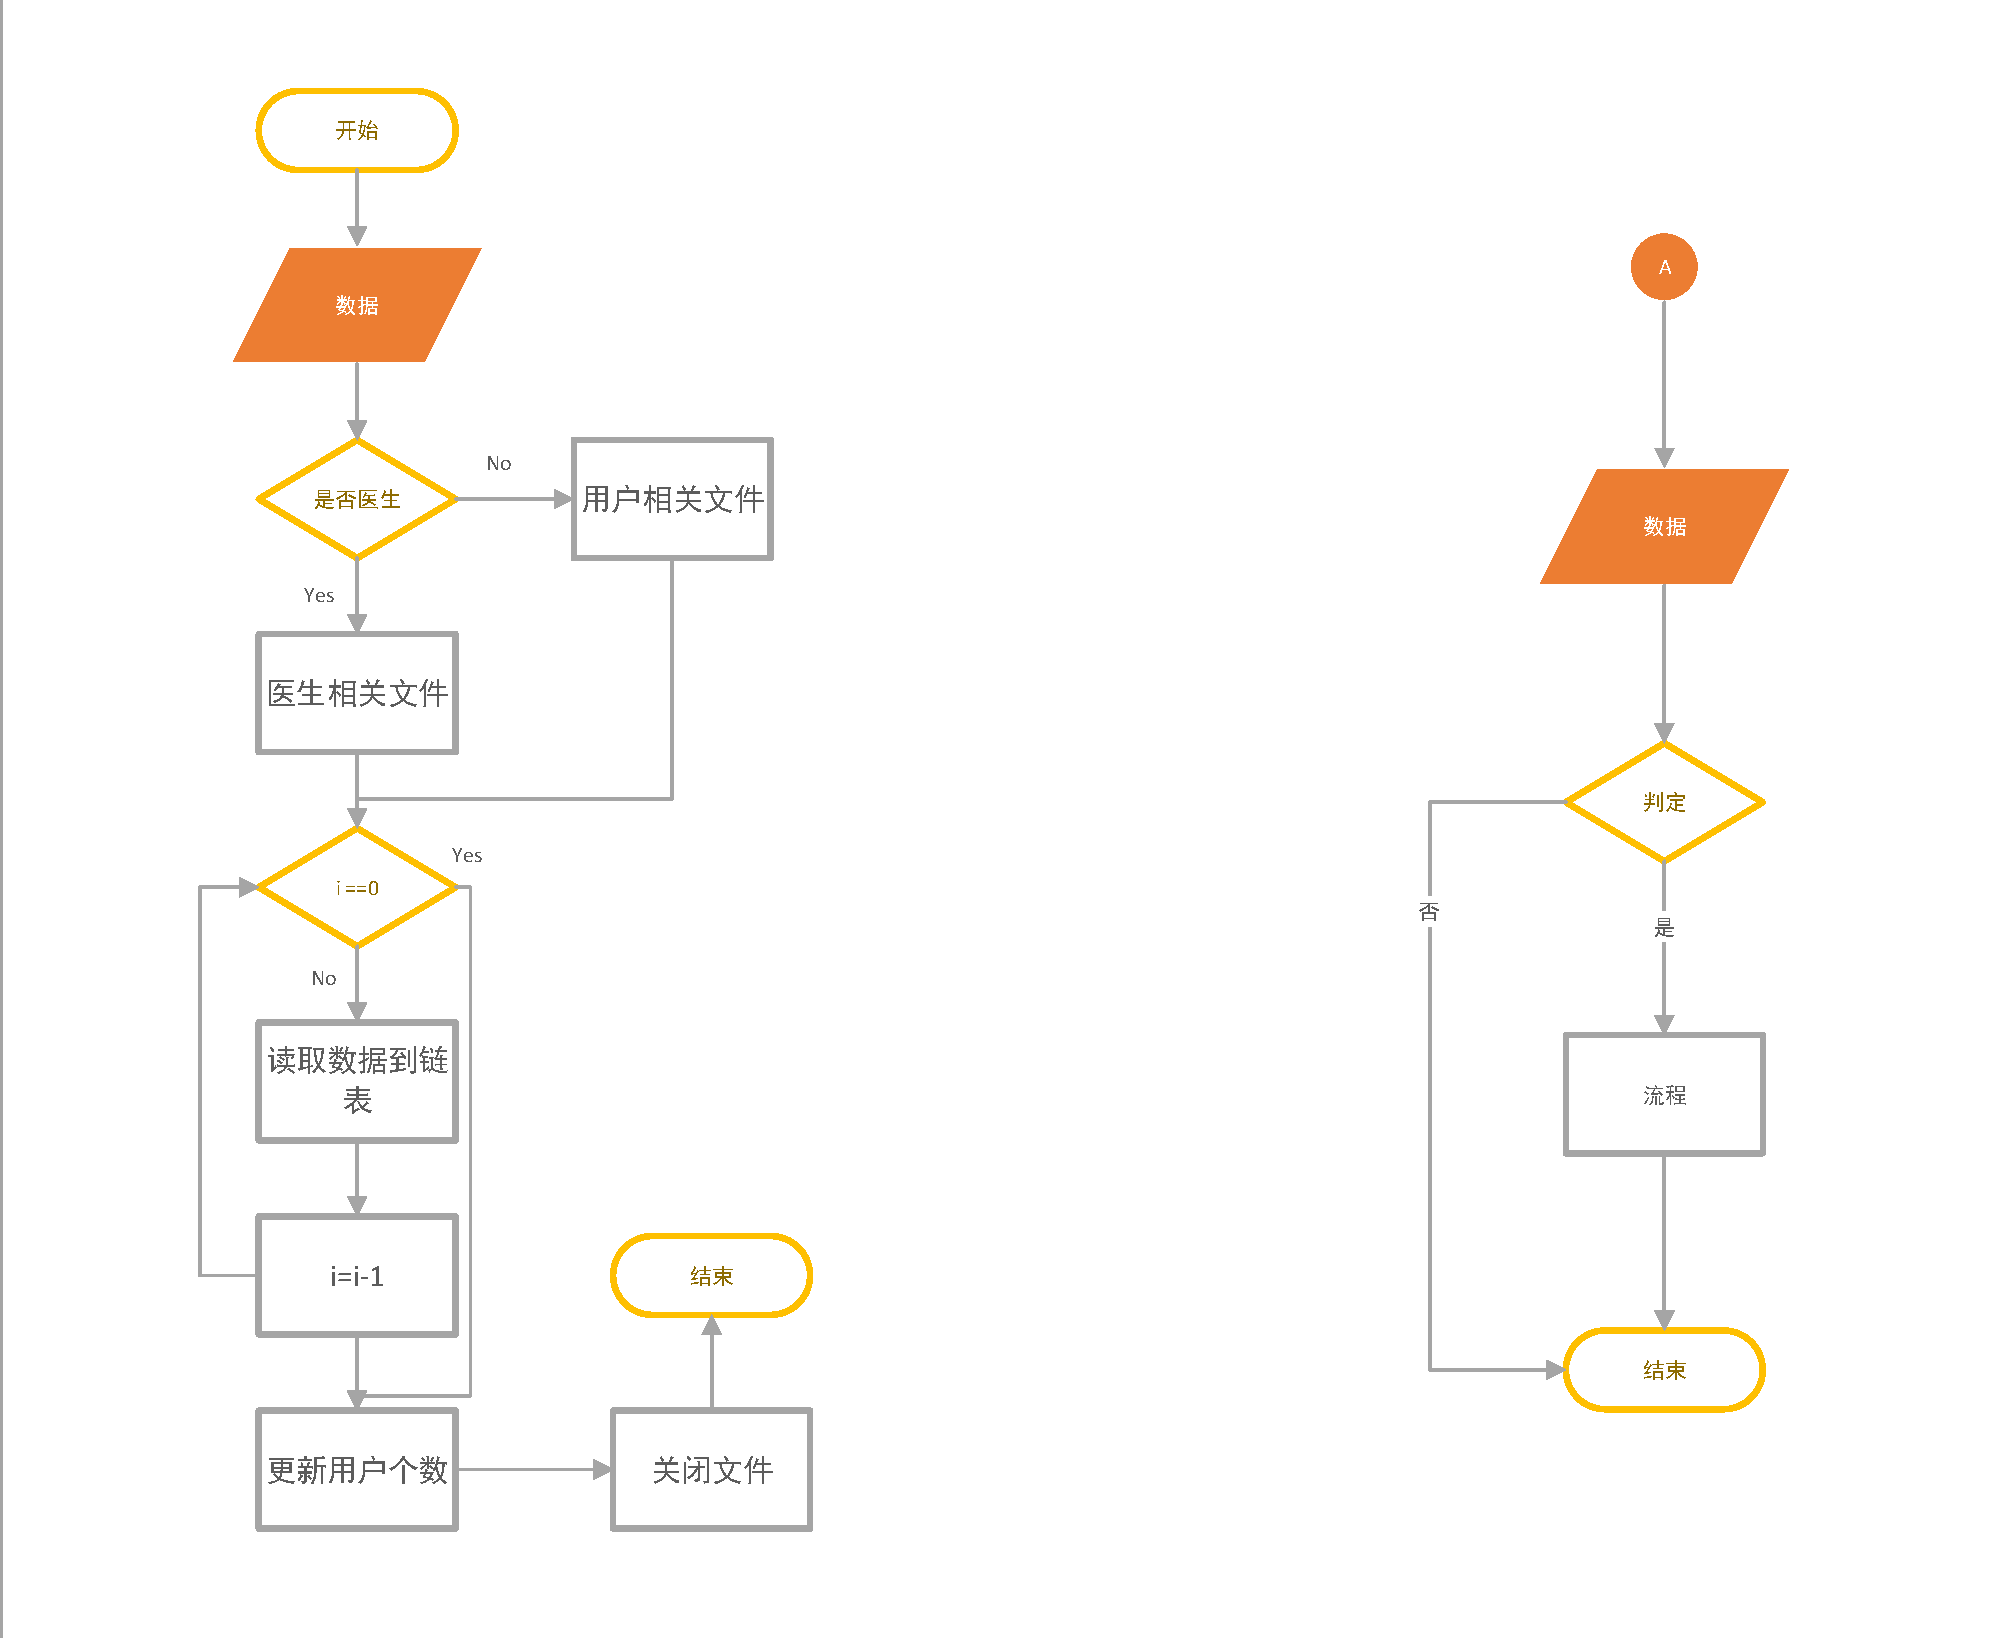 开始
数据
是否医生
No
用户相关文件
Yes
医生相关文件
i==0
Yes
No
读取数据到链
表
i=i-1
更新用户个数
关闭文件
结束
A
数据
判定
否
是
流程
结束